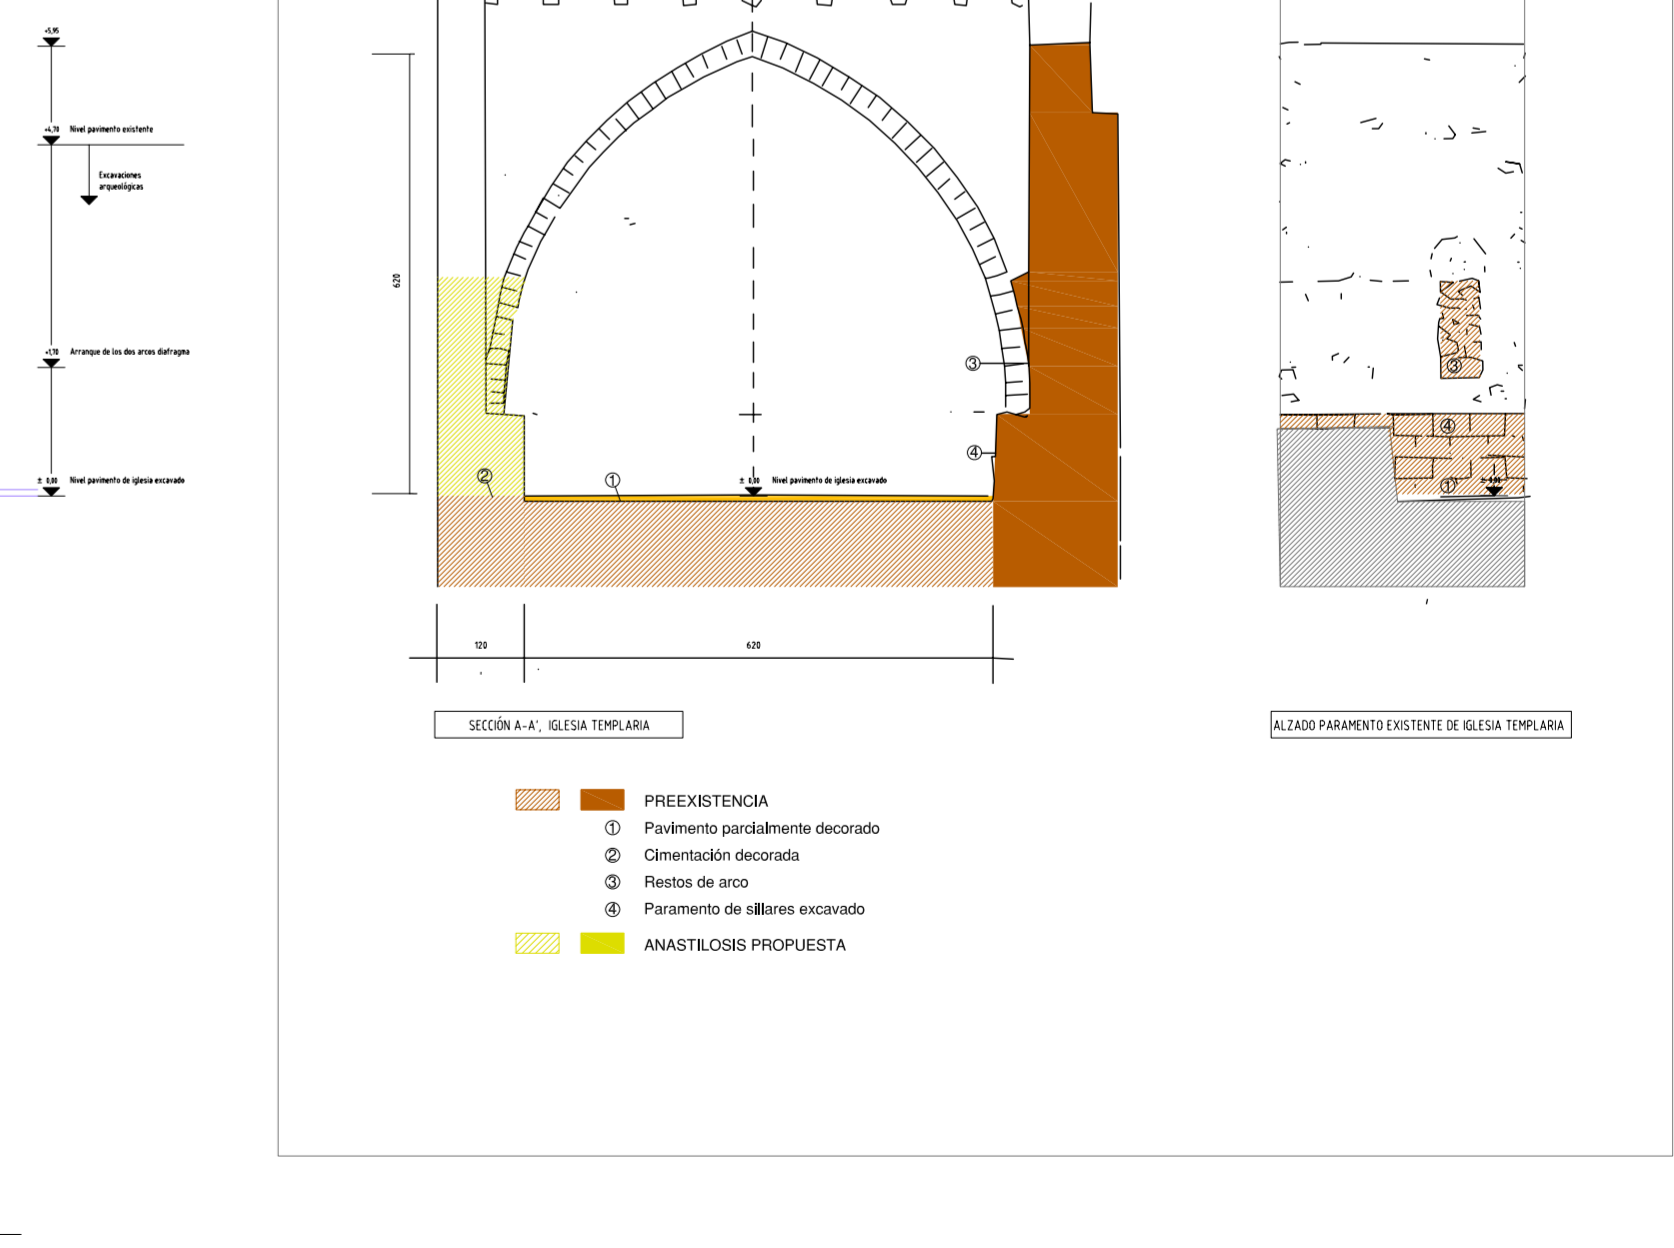 +5,95
+4,70 Nivel pavimento existente
Excavaciones
arqueológicas
620
+1,70 Arranque de los dos arcos diafragma
± 0,00 Nivel pavimento de iglesia excavado
③
④
②
①
± 0,00 Nivel pavimento de iglesia excavado
③
④
①
± 0,00
120
620
SECCIÓN A-A', IGLESIA TEMPLARIA
ALZADO PARAMENTO EXISTENTE DE IGLESIA TEMPLARIA
PREEXISTENCIA
① Pavimento parcialmente decorado
② Cimentación decorada
③ Restos de arco
④ Paramento de sillares excavado
ANASTILOSIS PROPUESTA